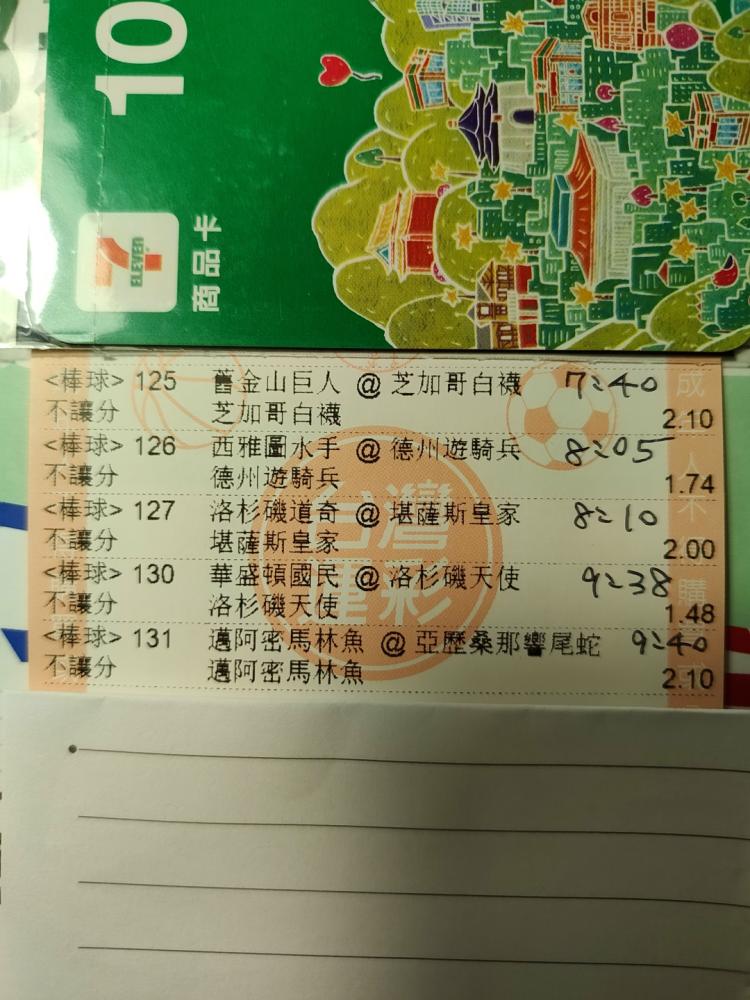 10
7
ELEVEN
商品卡
<棒球> 125 舊金山巨人 @ 芝加哥白襪 7:40
不讓分 芝加哥白襪 2.10
<棒球> 126 西雅圖水手 @ 德州遊騎兵 8:05
不讓分 德州遊騎兵 1.74
<棒球> 127 洛杉磯道奇 @ 堪薩斯皇家 8:10
不讓分 堪薩斯皇家 2.00
<棒球> 130 華盛頓國民 @ 洛杉磯天使 9:38
不讓分 洛杉磯天使 1.48
<棒球> 131 邁阿密馬林魚 @ 亞歷桑那響尾蛇 9:40
不讓分 邁阿密馬林魚 2.10
台灣
運彩